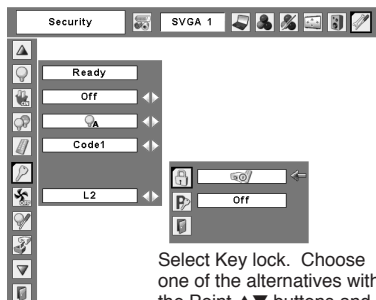 Security SVGA 1
Ready
Off
A
Code1
L2
P
Off
Select Key lock. Choose
one of the alternatives with
the Point ▲▼ buttons and